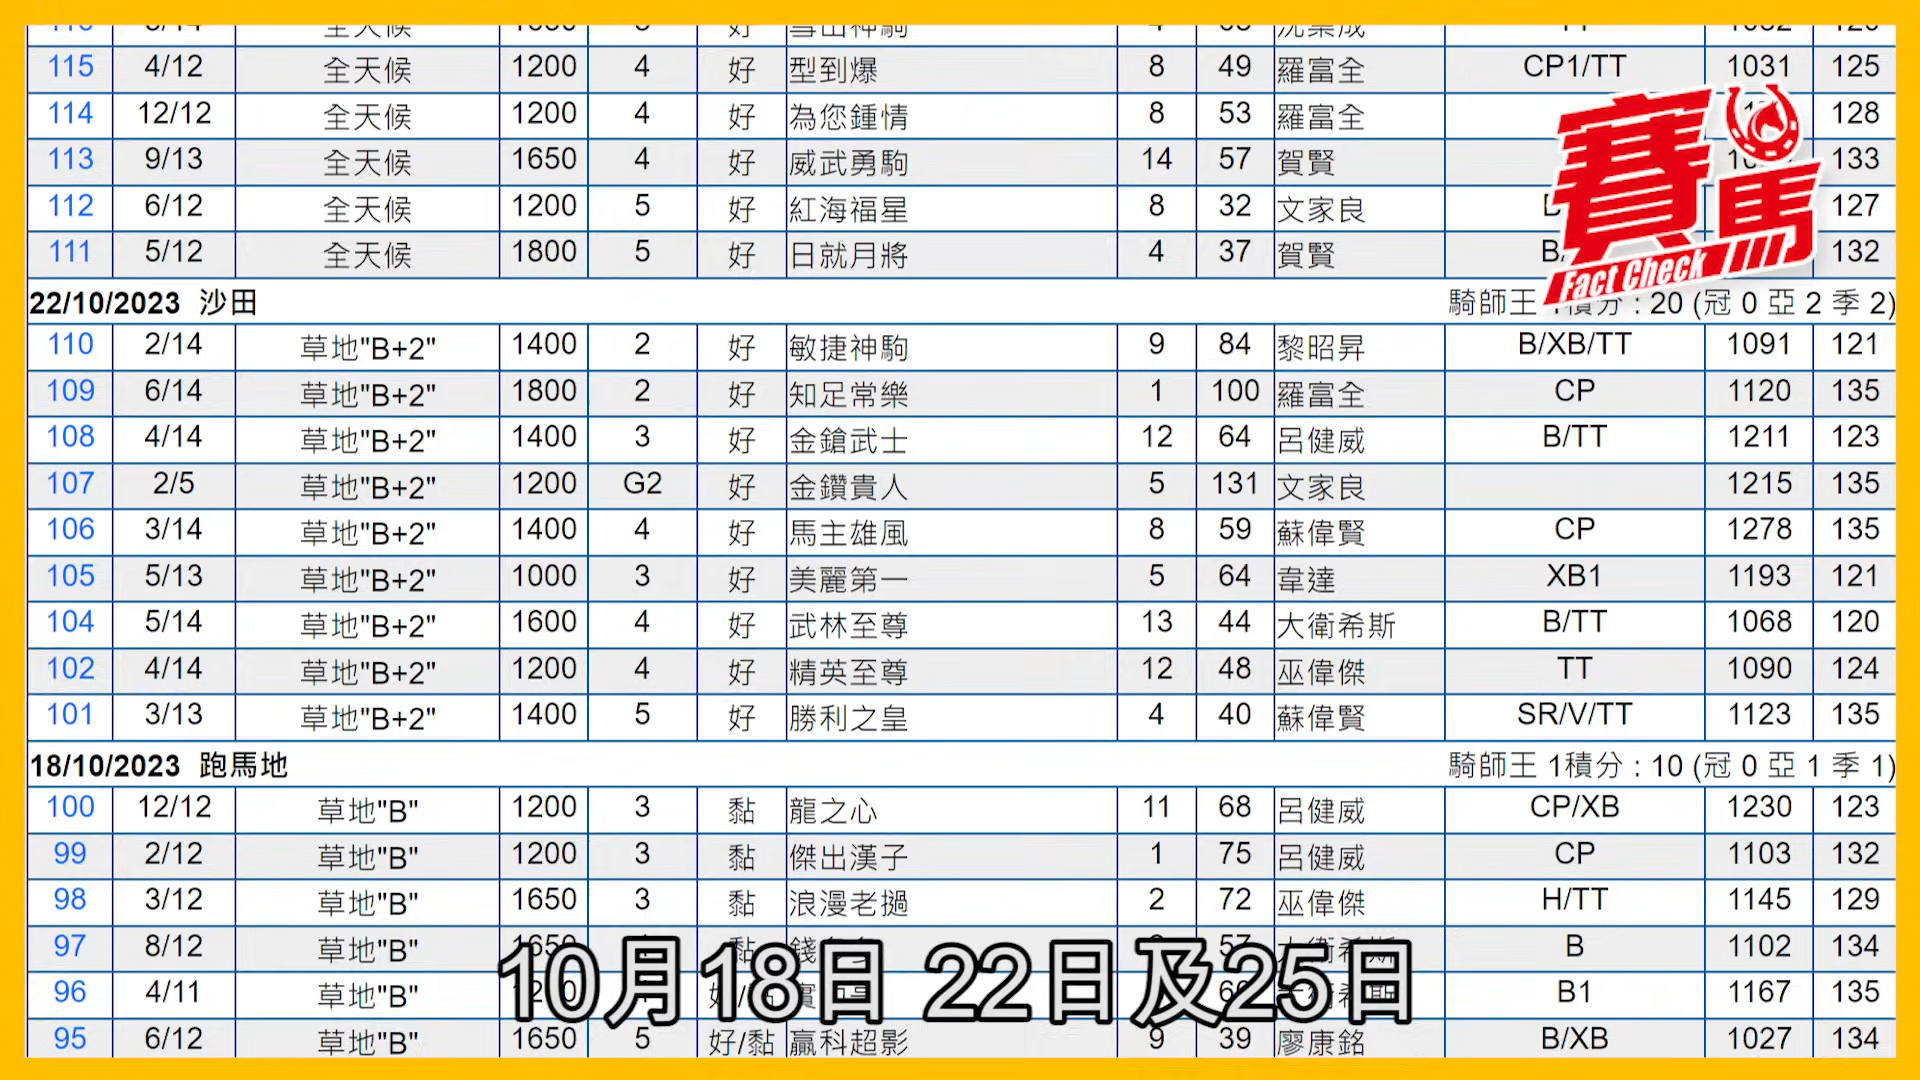 115 4/12 全天候 1200 4 好 型到爆 8 49 羅富全 CP1/TT 1031 125
114 12/12 全天候 1200 4 好 為您鍾情 8 53 羅富全 128
113 9/13 全天候 1650 4 好 威武勇駒 14 57 賀賢 133
112 6/12 全天候 1200 5 好 紅海福星 8 32 文家良 127
111 5/12 全天候 1800 5 好 日就月將 4 37 賀賢 132
賽馬
Fact Check
22/10/2023 沙田 騎師王 1積分 : 20 (冠 0 亞 2 季 2)
110 2/14 草地"B+2" 1400 2 好 敏捷神駒 9 84 黎昭昇 B/XB/TT 1091 121
109 6/14 草地"B+2" 1800 2 好 知足常樂 1 100 羅富全 CP 1120 135
108 4/14 草地"B+2" 1400 3 好 金鎗武士 12 64 呂健威 B/TT 1211 123
107 2/5 草地"B+2" 1200 G2 好 金鑽貴人 5 131 文家良 1215 135
106 3/14 草地"B+2" 1400 4 好 馬主雄風 8 59 蘇偉賢 CP 1278 135
105 5/13 草地"B+2" 1000 3 好 美麗第一 5 64 韋達 XB1 1193 121
104 5/14 草地"B+2" 1600 4 好 武林至尊 13 44 大衛希斯 B/TT 1068 120
102 4/14 草地"B+2" 1200 4 好 精英至尊 12 48 巫偉傑 TT 1090 124
101 3/13 草地"B+2" 1400 5 好 勝利之皇 4 40 蘇偉賢 SR/V/TT 1123 135
18/10/2023 跑馬地 騎師王 1積分 : 10 (冠 0 亞 1 季 1)
100 12/12 草地"B" 1200 3 黏 龍之心 11 68 呂健威 CP/XB 1230 123
99 2/12 草地"B" 1200 3 黏 傑出漢子 1 75 呂健威 CP 1103 132
98 3/12 草地"B" 1650 3 黏 浪漫老撾 2 72 巫偉傑 H/TT 1145 129
97 8/12 草地"B" 1650 黏 57 大衛希斯 B 1102 134
96 4/11 草地"B" B1 1167 135
10月18日 22日及25日
95 6/12 草地"B" 1650 5 好/黏 贏科超影 9 39 廖康銘 B/XB 1027 134